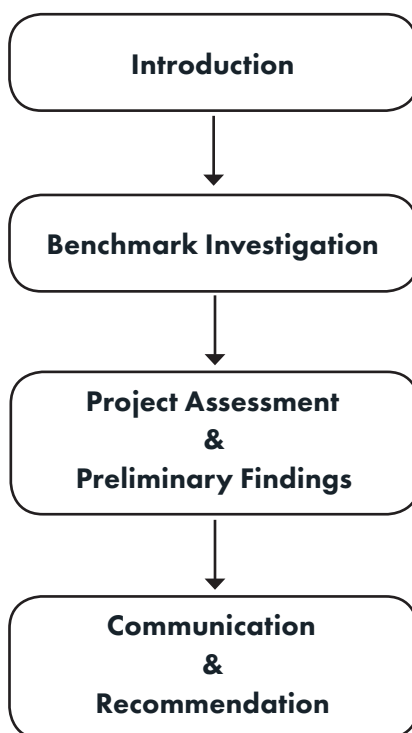 Introduction
Benchmark Investigation
Project Assessment
&
Preliminary Findings
Communication
&
Recommendation